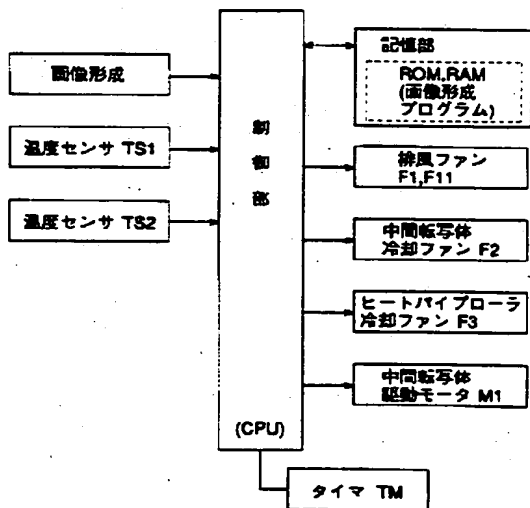 画像形成
温度センサ TS1
温度センサ TS2
制
御
部
(CPU)
記憶部
ROM.RAM
(画像形成
プログラム)
排風ファン
F1,F11
中間転写体
冷却ファン F2
ヒートパイプローラ
冷却ファン F3
中間転写体
駆動モータ M1
タイマ TM